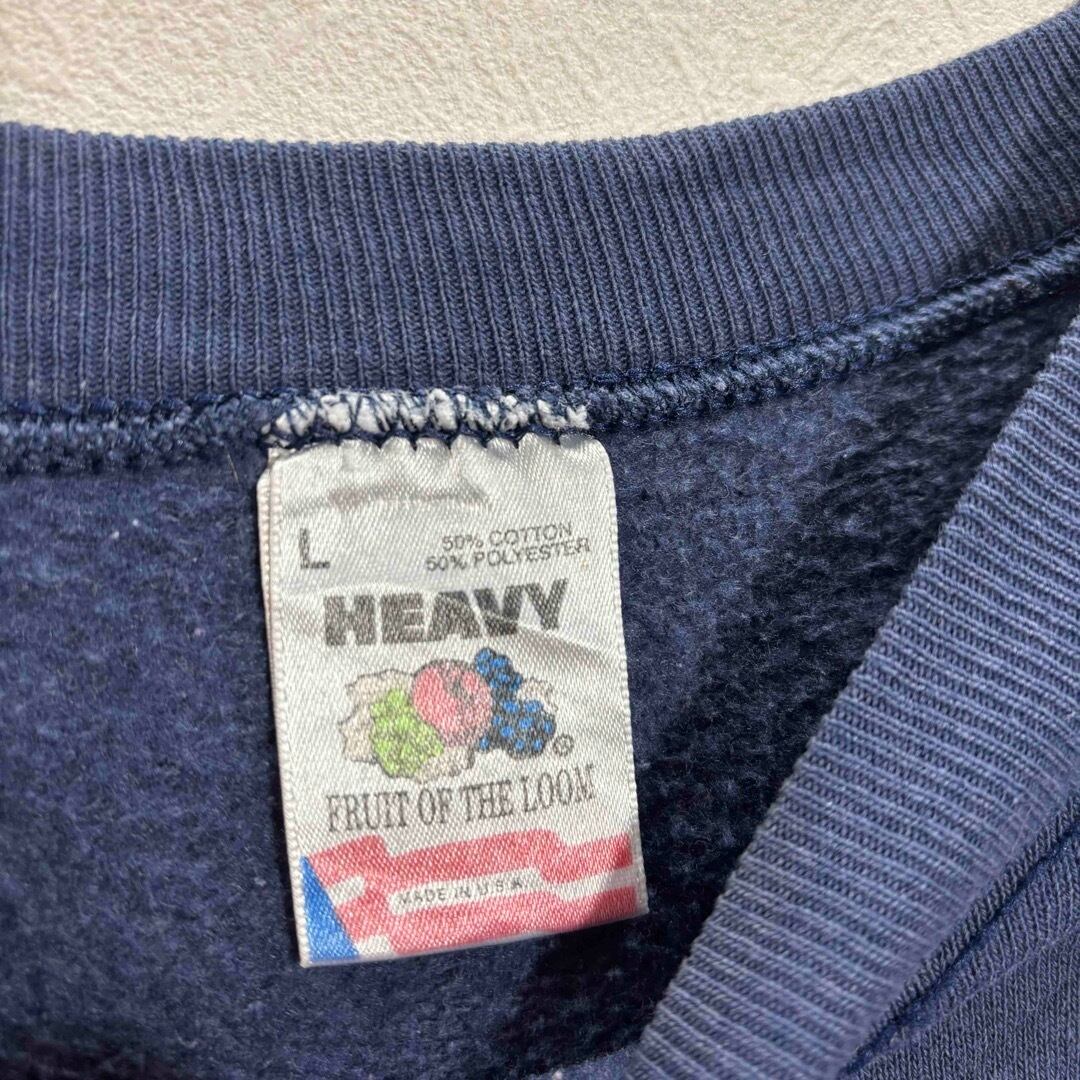 L
50% COTTON
50% POLYESTER
HEAVY
®
FRUIT OF THE LOOM
MADE IN U.S.A.